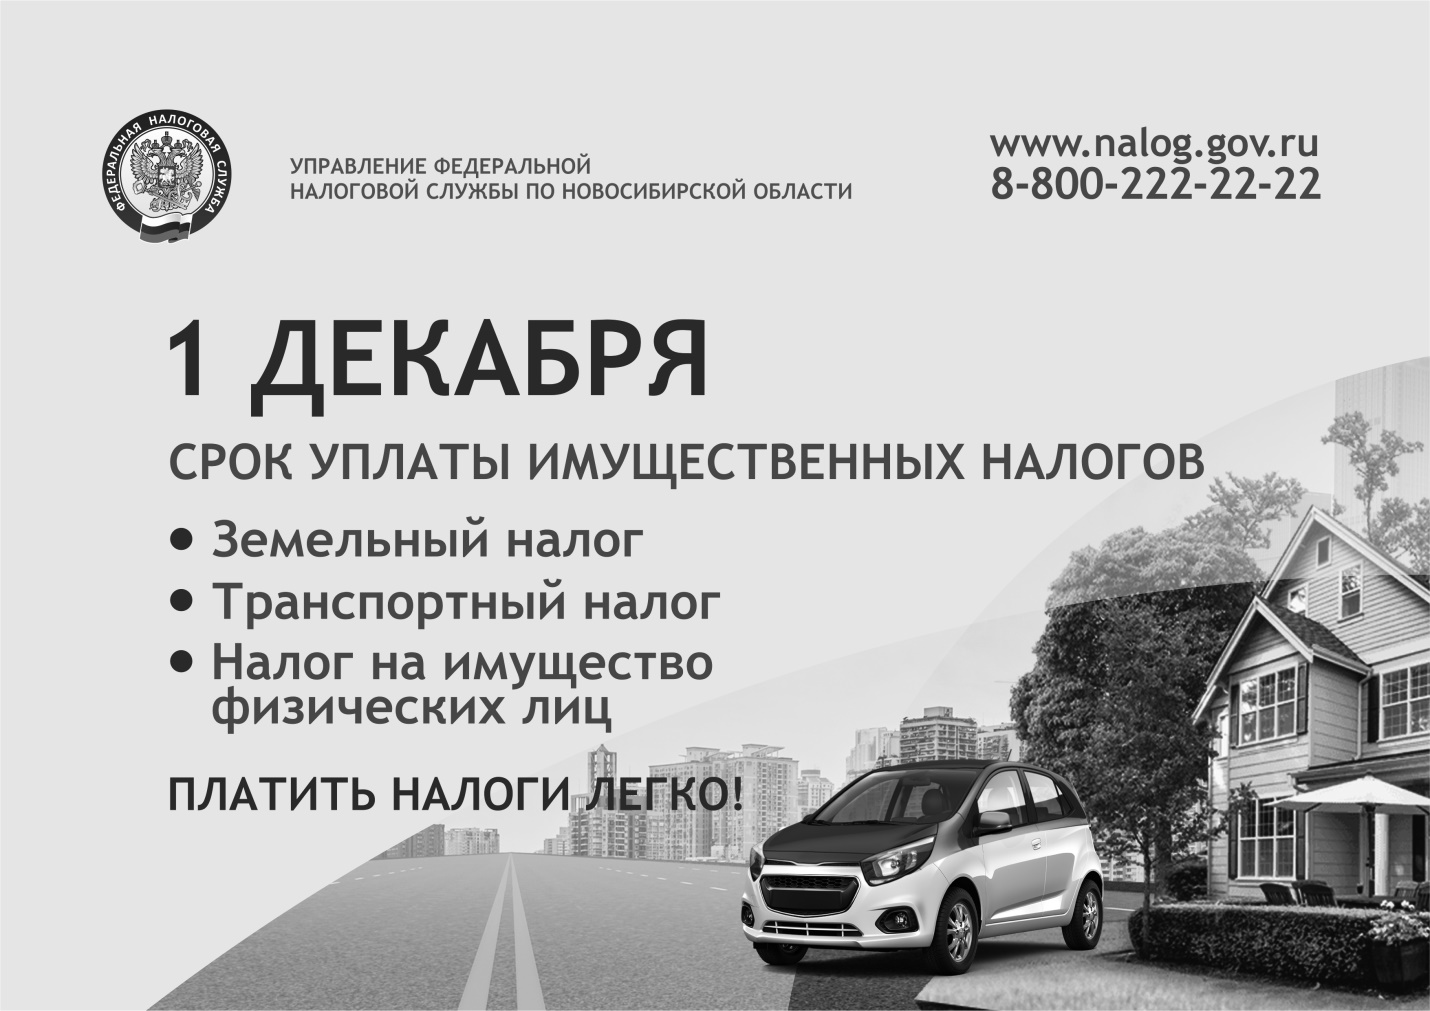 ФЕДЕРАЛЬНАЯ НАЛОГОВАЯ СЛУЖБА
УПРАВЛЕНИЕ ФЕДЕРАЛЬНОЙ
НАЛОГОВОЙ СЛУЖБЫ ПО НОВОСИБИРСКОЙ ОБЛАСТИ
www.nalog.gov.ru
8-800-222-22-22
1 ДЕКАБРЯ
СРОК УПЛАТЫ ИМУЩЕСТВЕННЫХ НАЛОГОВ
• Земельный налог
• Транспортный налог
• Налог на имущество
физических лиц
ПЛАТИТЬ НАЛОГИ ЛЕГКО!